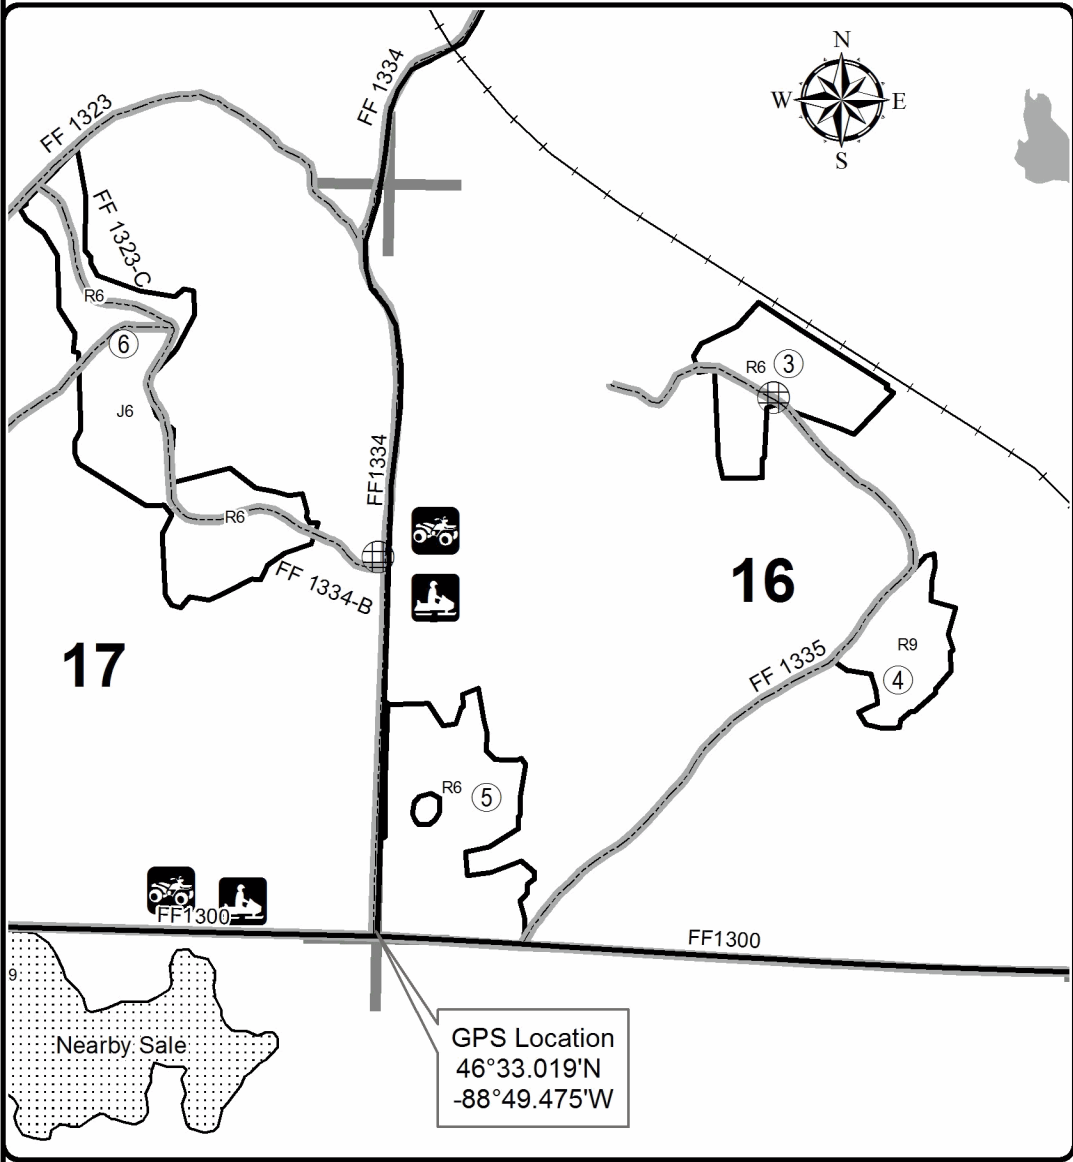 N
FF 1334
W E
FF 1323
S
FF 1323-C
R6
6
R6 3
J6
FF1334
R6
FF 1334-B
16
17
FF 1335
R9
4
R6 5
FF1300
FF1300
9
Nearby Sale
GPS Location
46°33.019'N
-88°49.475'W